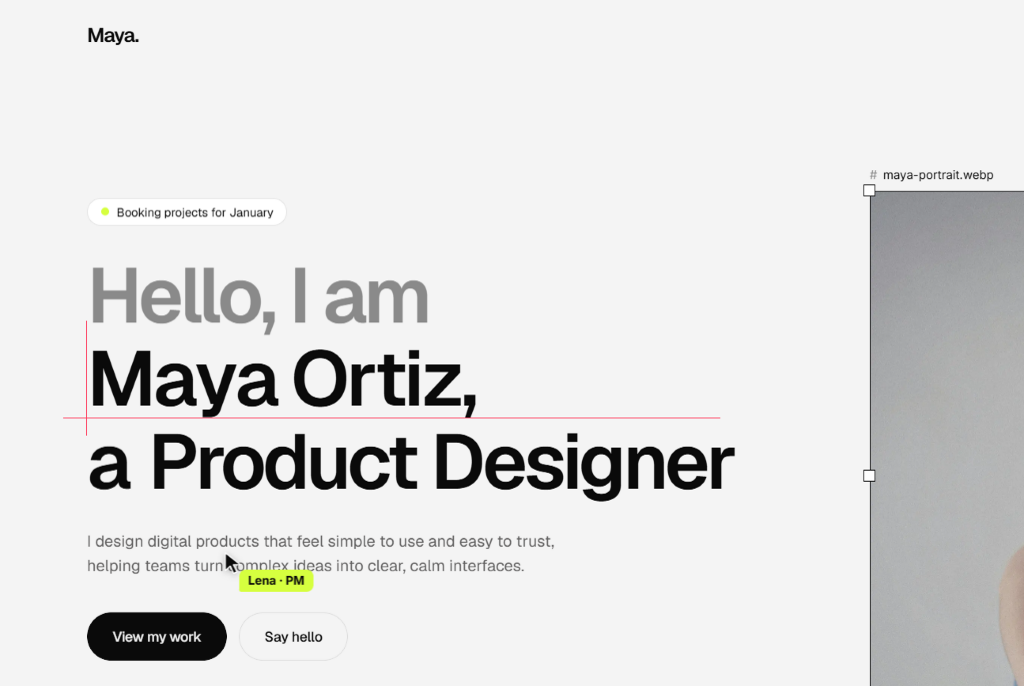 Maya.
# maya-portrait.webp
Booking projects for January
Hello, I am
Maya Ortiz,
a Product Designer
I design digital products that feel simple to use and easy to trust,
helping teams turn complex ideas into clear, calm interfaces.
Lena · PM
View my work
Say hello